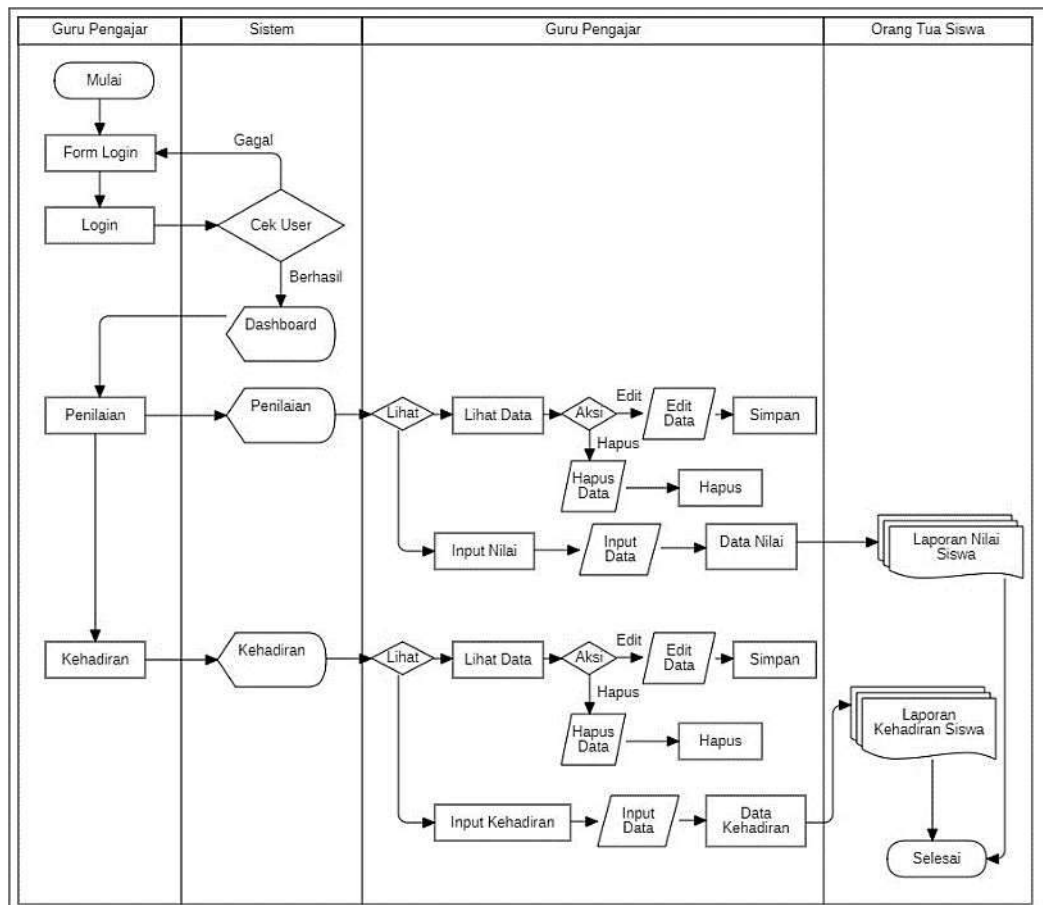 Guru Pengajar
Sistem
Guru Pengajar
Orang Tua Siswa
Mulai
Gagal
Form Login
Login
Cek User
Berhasil
Dashboard
Penilaian
Penilaian
Lihat
Lihat Data
Aksi
Edit
Edit
Data
Simpan
Hapus
Hapus
Data
Hapus
Input Nilai
Input
Data
Data Nilai
Laporan Nilai
Siswa
Kehadiran
Kehadiran
Lihat
Lihat Data
Aksi
Edit
Edit
Data
Simpan
Hapus
Hapus
Data
Hapus
Laporan
Kehadiran Siswa
Input Kehadiran
Input
Data
Data
Kehadiran
Selesai